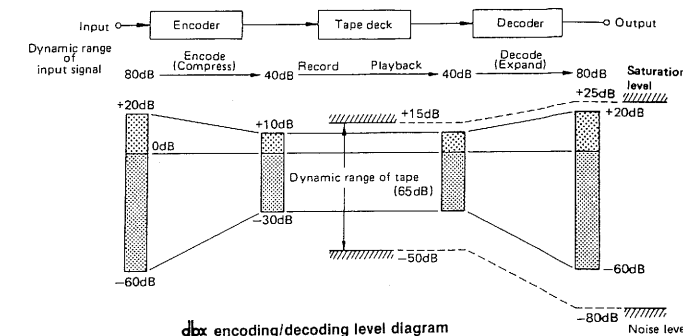 Input Encoder Tape deck Decoder Output
Dynamic range
of
input signal
Encode
(Compress)
Record Playback
Decode
(Expand)
80dB 40dB 40dB 80dB
Saturation
level
+20dB
+10dB
+15dB
+25dB
+20dB
0dB
Dynamic range of tape
(65dB)
−30dB
−50dB
−60dB
−60dB
−80dB
Noise leve
dbx encoding/decoding level diagram